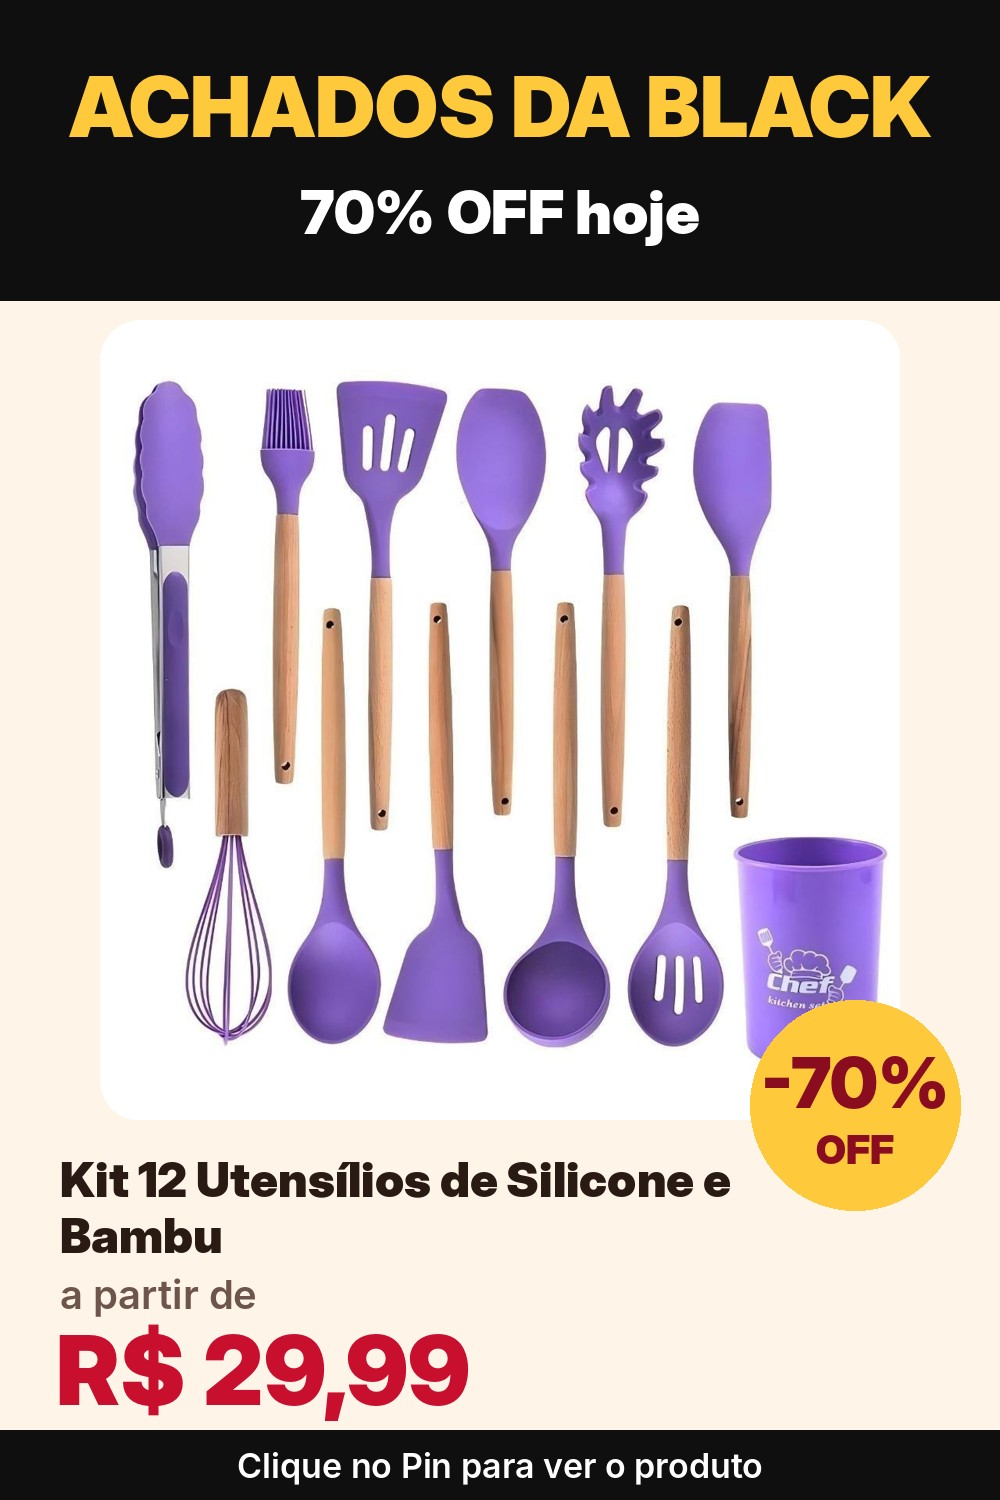 ACHADOS DA BLACK
70% OFF hoje
Chef
kitchen
-70%
OFF
Kit 12 Utensílios de Silicone e
Bambu
a partir de
R$ 29,99
Clique no Pin para ver o produto